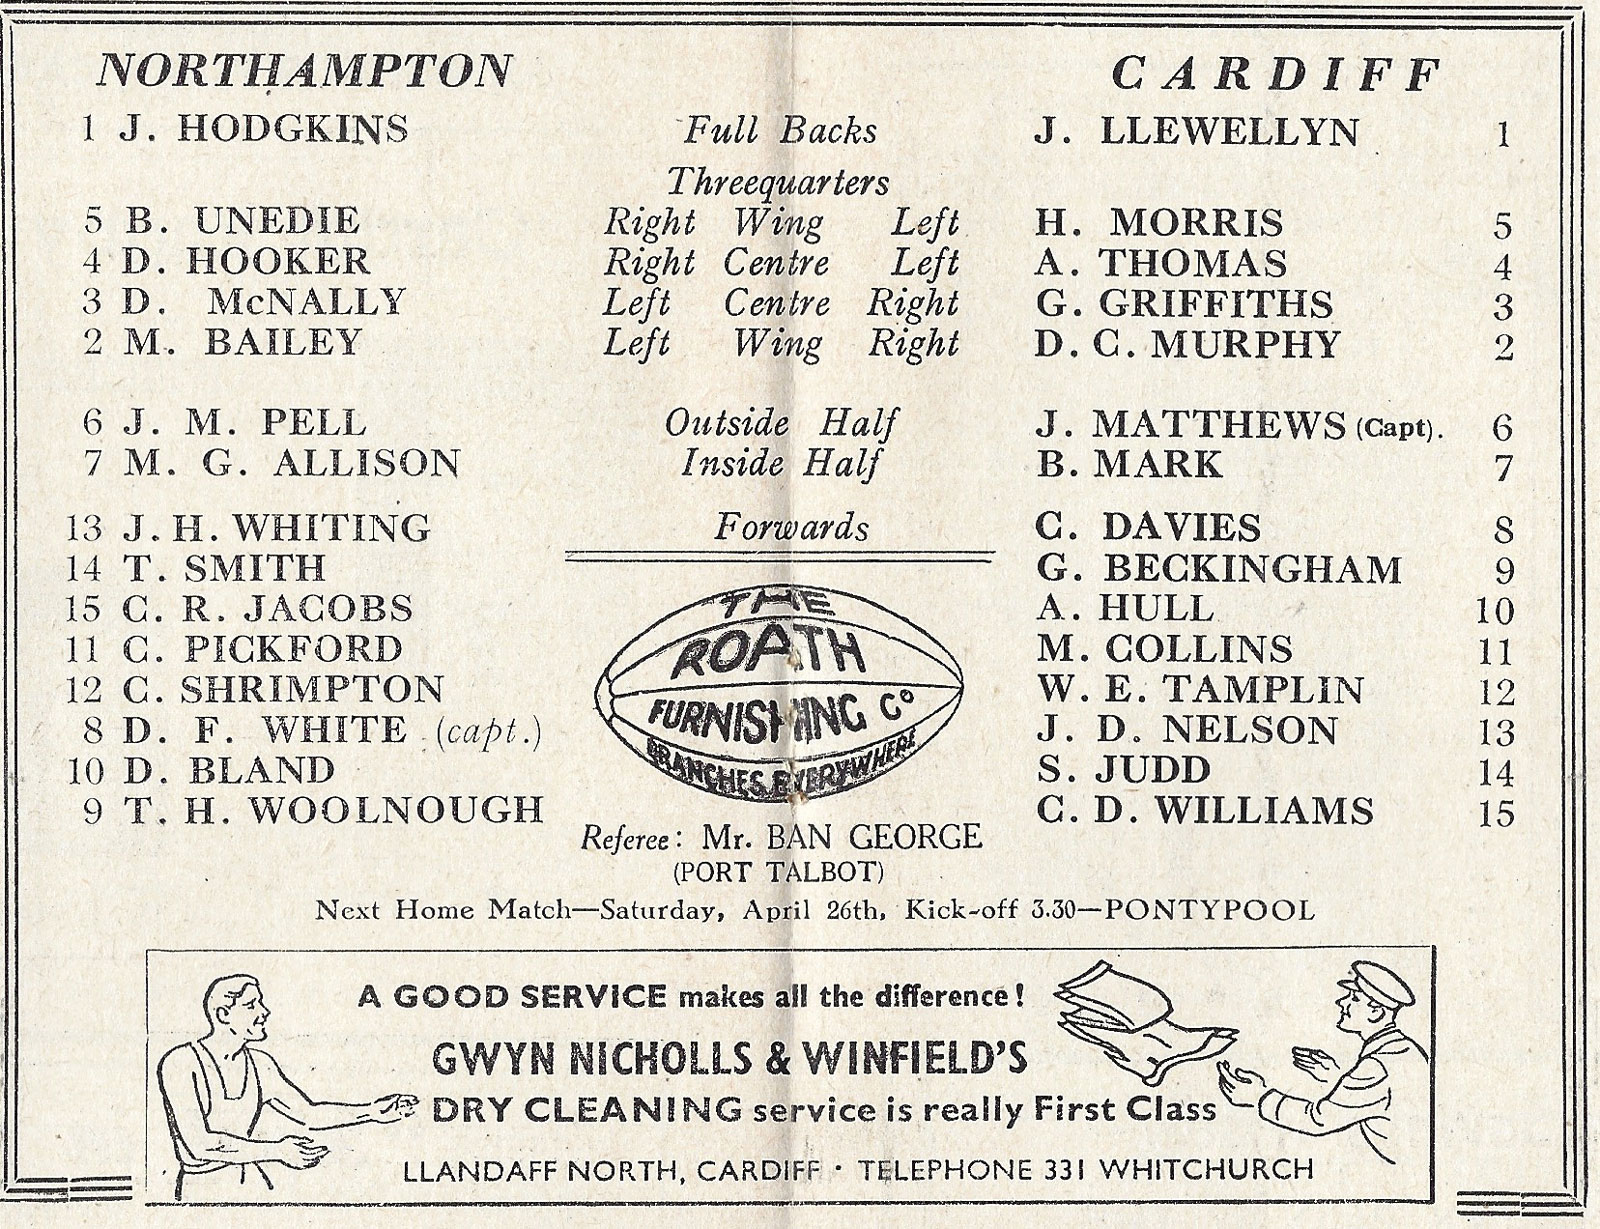 NORTHAMPTON CARDIFF
1 J. HODGKINS Full Backs J. LLEWELLYN 1
Threequarters
5 B. UNEDIE Right Wing Left H. MORRIS 5
4 D. HOOKER Right Centre Left A. THOMAS 4
3 D. McNALLY Left Centre Right G. GRIFFITHS 3
2 M. BAILEY Left Wing Right D. C. MURPHY 2
6 J. M. PELL Outside Half J. MATTHEWS (Capt). 6
7 M. G. ALLISON Inside Half B. MARK 7
13 J. H. WHITING Forwards C. DAVIES 8
14 T. SMITH G. BECKINGHAM 9
15 C. R. JACOBS A. HULL 10
11 C. PICKFORD M. COLLINS 11
12 C. SHRIMPTON W. E. TAMPLIN 12
8 D. F. WHITE (capt.) J. D. NELSON 13
10 D. BLAND S. JUDD 14
9 T. H. WOOLNOUGH C. D. WILLIAMS 15
THE
ROATH
FURNISHING Co
BRANCHES EVERYWHERE
Referee: Mr. BAN GEORGE
(PORT TALBOT)
Next Home Match—Saturday, April 26th, Kick-off 3.30—PONTYPOOL
A GOOD SERVICE makes all the difference!
GWYN NICHOLLS & WINFIELD'S
DRY CLEANING service is really First Class
LLANDAFF NORTH, CARDIFF · TELEPHONE 331 WHITCHURCH